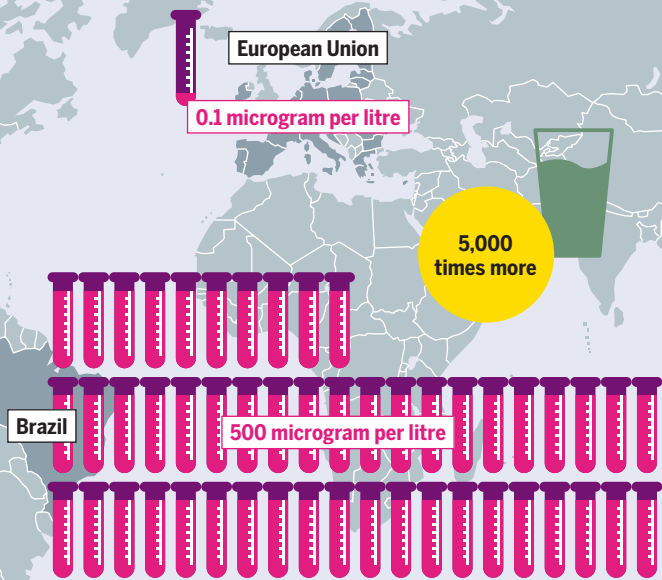 European Union
0.1 microgram per litre
5,000
times more
Brazil
500 microgram per litre